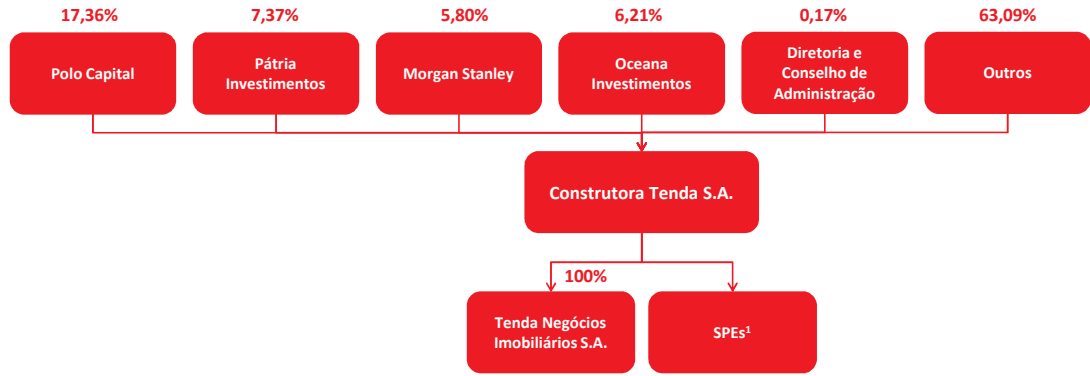 17,36%
7,37%
5,80%
6,21%
0,17%
63,09%
Polo Capital
Pátria
Investimentos
Morgan Stanley
Oceana
Investimentos
Diretoria e
Conselho de
Administração
Outros
Construtora Tenda S.A.
100%
Tenda Negócios
Imobiliários S.A.
SPEs¹